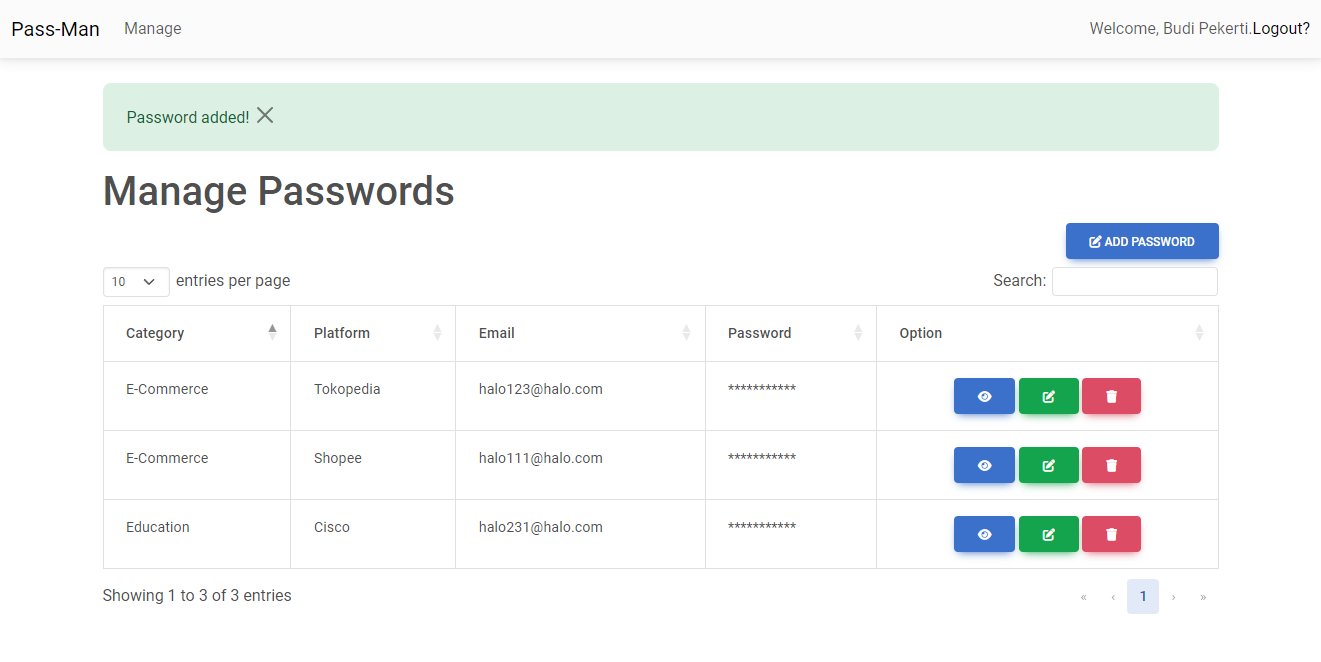 Pass-Man Manage Welcome, Budi Pekerti.Logout?
Password added!
Manage Passwords
ADD PASSWORD
10 entries per page Search:
Category Platform Email Password Option
E-Commerce Tokopedia halo123@halo.com ***********
E-Commerce Shopee halo111@halo.com ***********
Education Cisco halo231@halo.com ***********
Showing 1 to 3 of 3 entries « ‹ 1 › »